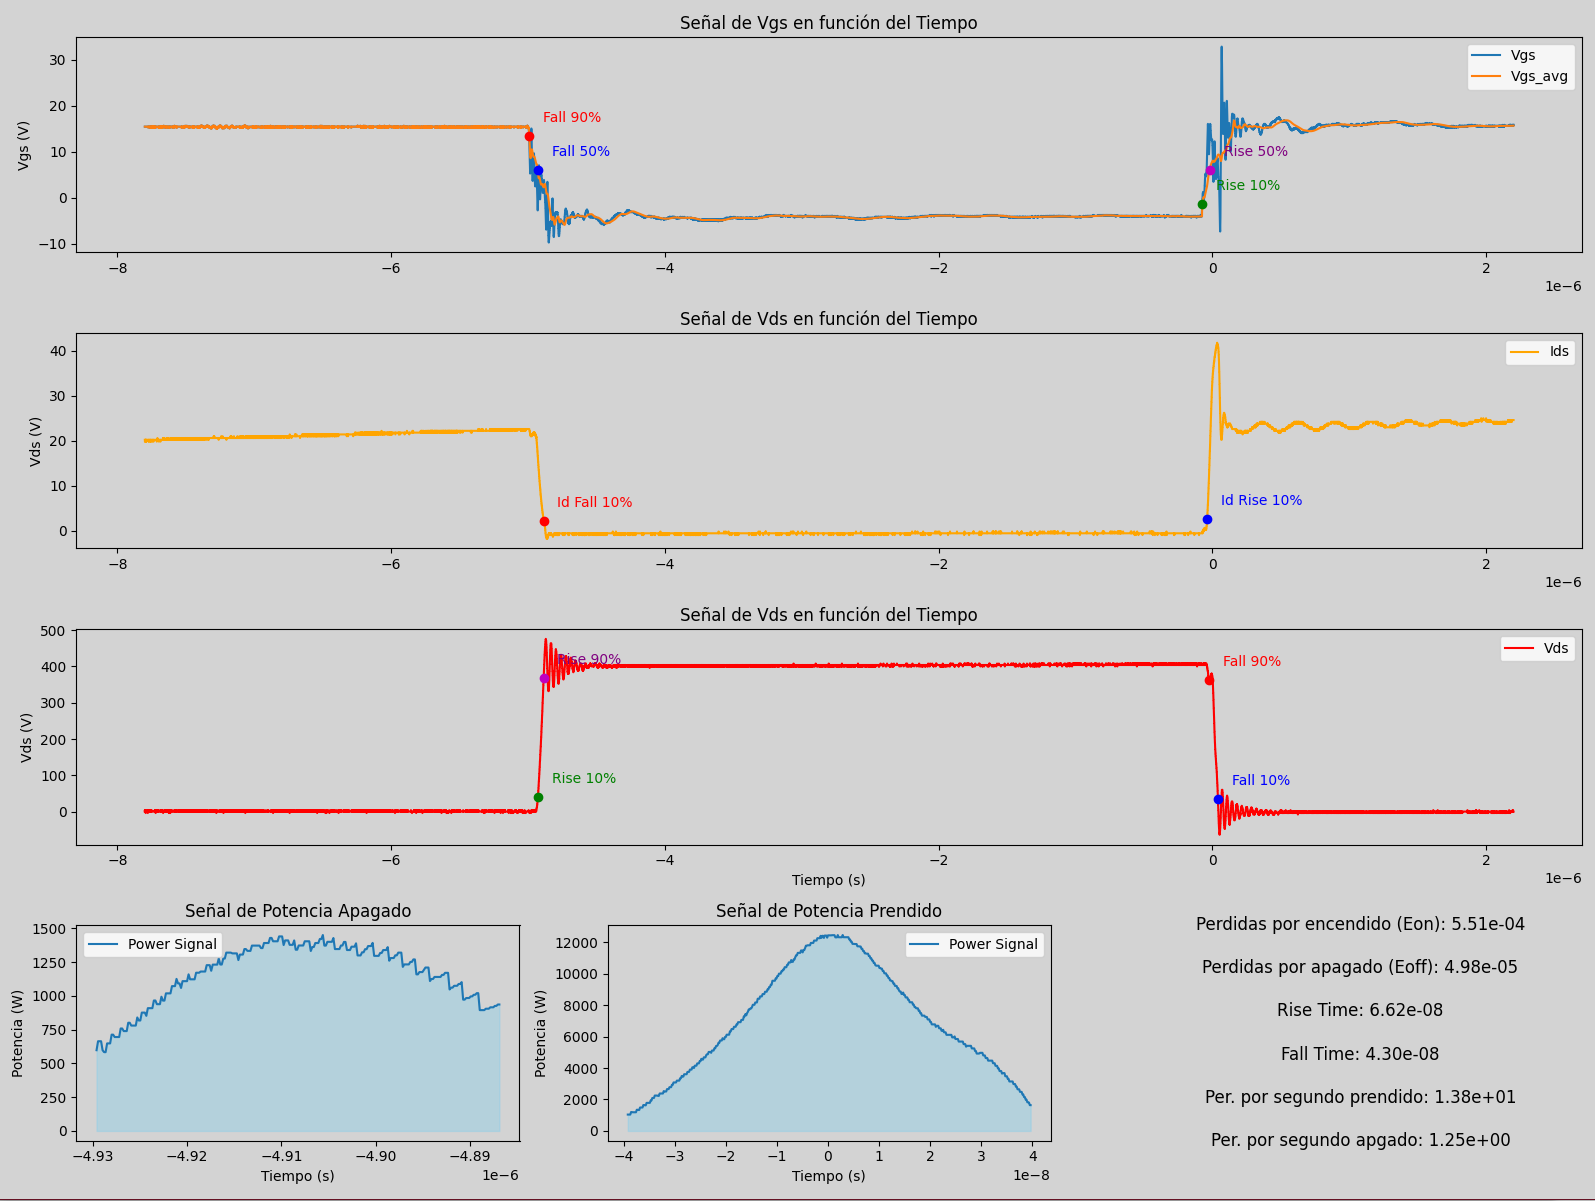 Señal de Vgs en función del Tiempo
Vgs (V)
30
20
10
0
−10
Vgs
Vgs_avg
Fall 90%
Fall 50%
Rise 50%
Rise 10%
−8 −6 −4 −2 0 2
1e−6
Señal de Vds en función del Tiempo
Vds (V)
40
30
20
10
0
Ids
Id Fall 10%
Id Rise 10%
−8 −6 −4 −2 0 2
1e−6
Señal de Vds en función del Tiempo
Vds (V)
500
400
300
200
100
0
Vds
Rise 90%
Fall 90%
Rise 10%
Fall 10%
−8 −6 −4 −2 0 2
Tiempo (s)
1e−6
Señal de Potencia Apagado
Potencia (W)
1500
1250
1000
750
500
250
0
Power Signal
−4.93 −4.92 −4.91 −4.90 −4.89
Tiempo (s)
1e−6
Señal de Potencia Prendido
Potencia (W)
12000
10000
8000
6000
4000
2000
0
Power Signal
−4 −3 −2 −1 0 1 2 3 4
Tiempo (s)
1e−8
Perdidas por encendido (Eon): 5.51e-04
Perdidas por apagado (Eoff): 4.98e-05
Rise Time: 6.62e-08
Fall Time: 4.30e-08
Per. por segundo prendido: 1.38e+01
Per. por segundo apgado: 1.25e+00